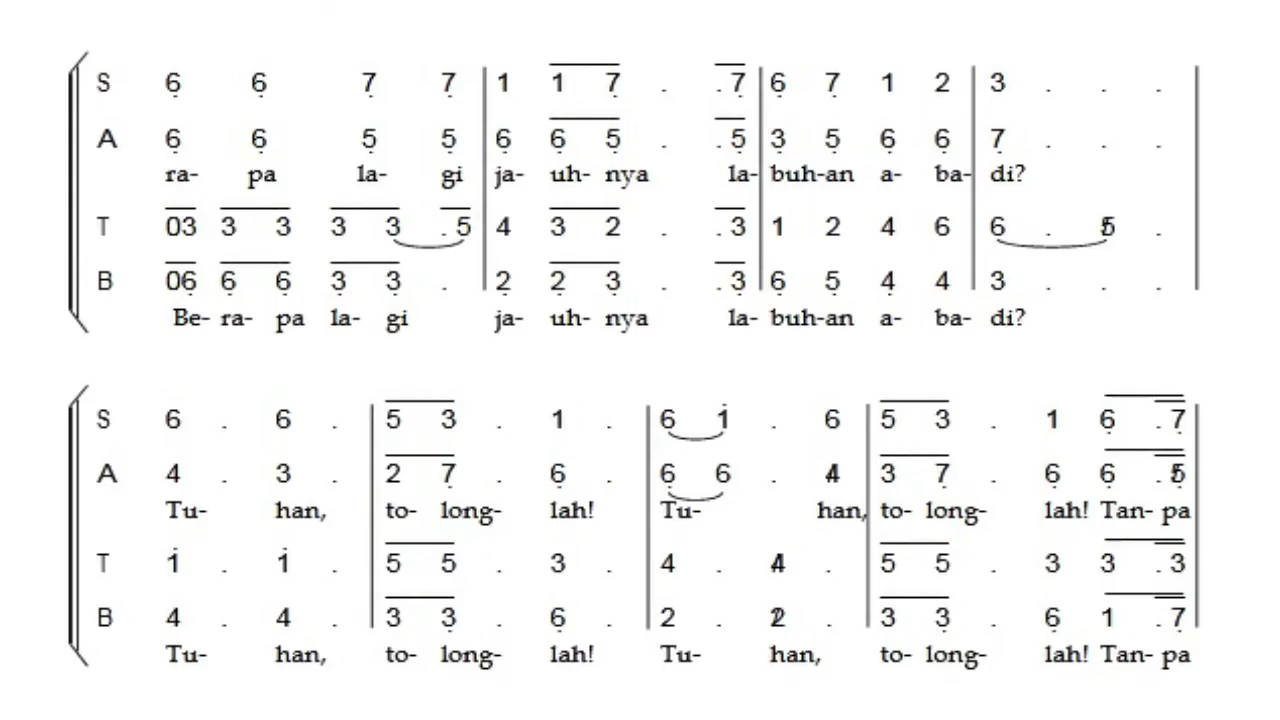 S 6̣ 6̣ 7̣ 7̣ | 1 1 7̣ . . 7̣ | 6̣ 7̣ 1 2 | 3 . . . |
A 6̣ 6̣ 5̣ 5̣ | 6̣ 6̣ 5̣ . . 5̣ | 3̣ 5̣ 6̣ 6̣ | 7̣ . . . |
ra- pa la- gi ja- uh- nya la- buh-an a- ba- di?
T 03 3 3 3 3 . 5 | 4 3 2 . . 3 | 1 2 4 6 | 6 . 5̸ . |
B 06̣ 6̣ 6̣ 3̣ 3̣ . | 2̣ 2̣ 3̣ . . 3̣ | 6̣ 5̣ 4̣ 4̣ | 3̣ . . . |
Be- ra- pa la- gi ja- uh- nya la- buh-an a- ba- di?
S 6 . 6 . | 5 3 . 1 . | 6̣ 1̇ . 6 | 5 3 . 1 6̣ . 7̣ |
A 4 . 3 . | 2 7̣ . 6̣ . | 6̣ 6 . 4̸ | 3 7̣ . 6̣ 6̣ . 5̸̣ |
Tu- han, to- long- lah! Tu- han, to- long- lah! Tan- pa
T 1̇ . 1̇ . | 5 5 . 3 . | 4 . 4̸ . | 5 5 . 3 3 . 3 |
B 4 . 4 . | 3 3̣ . 6̣ . | 2 . 2̸ . | 3 3̣ . 6̣ 1 . 7̣ |
Tu- han, to- long- lah! Tu- han, to- long- lah! Tan- pa